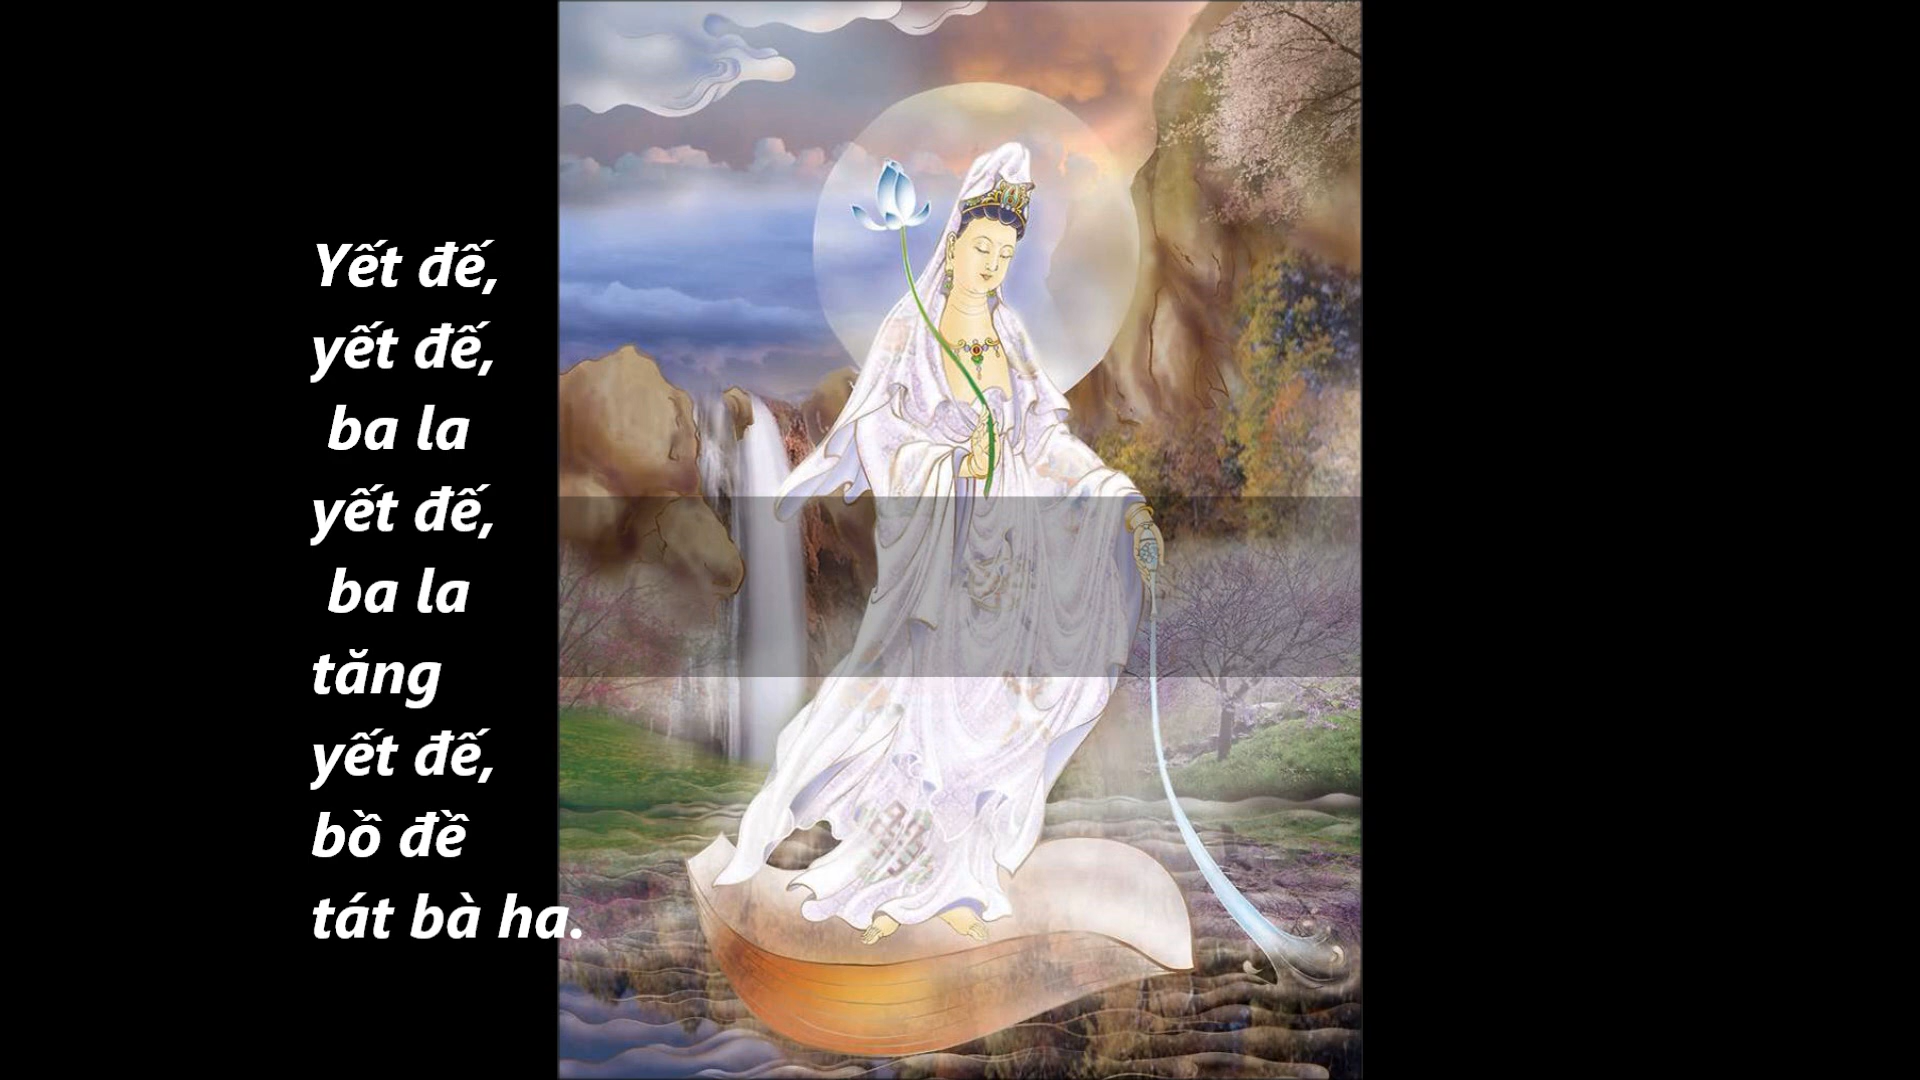 Yết đế,
yết đế,
ba la
yết đế,
ba la
tăng
yết đế,
bồ đề
tát bà ha.